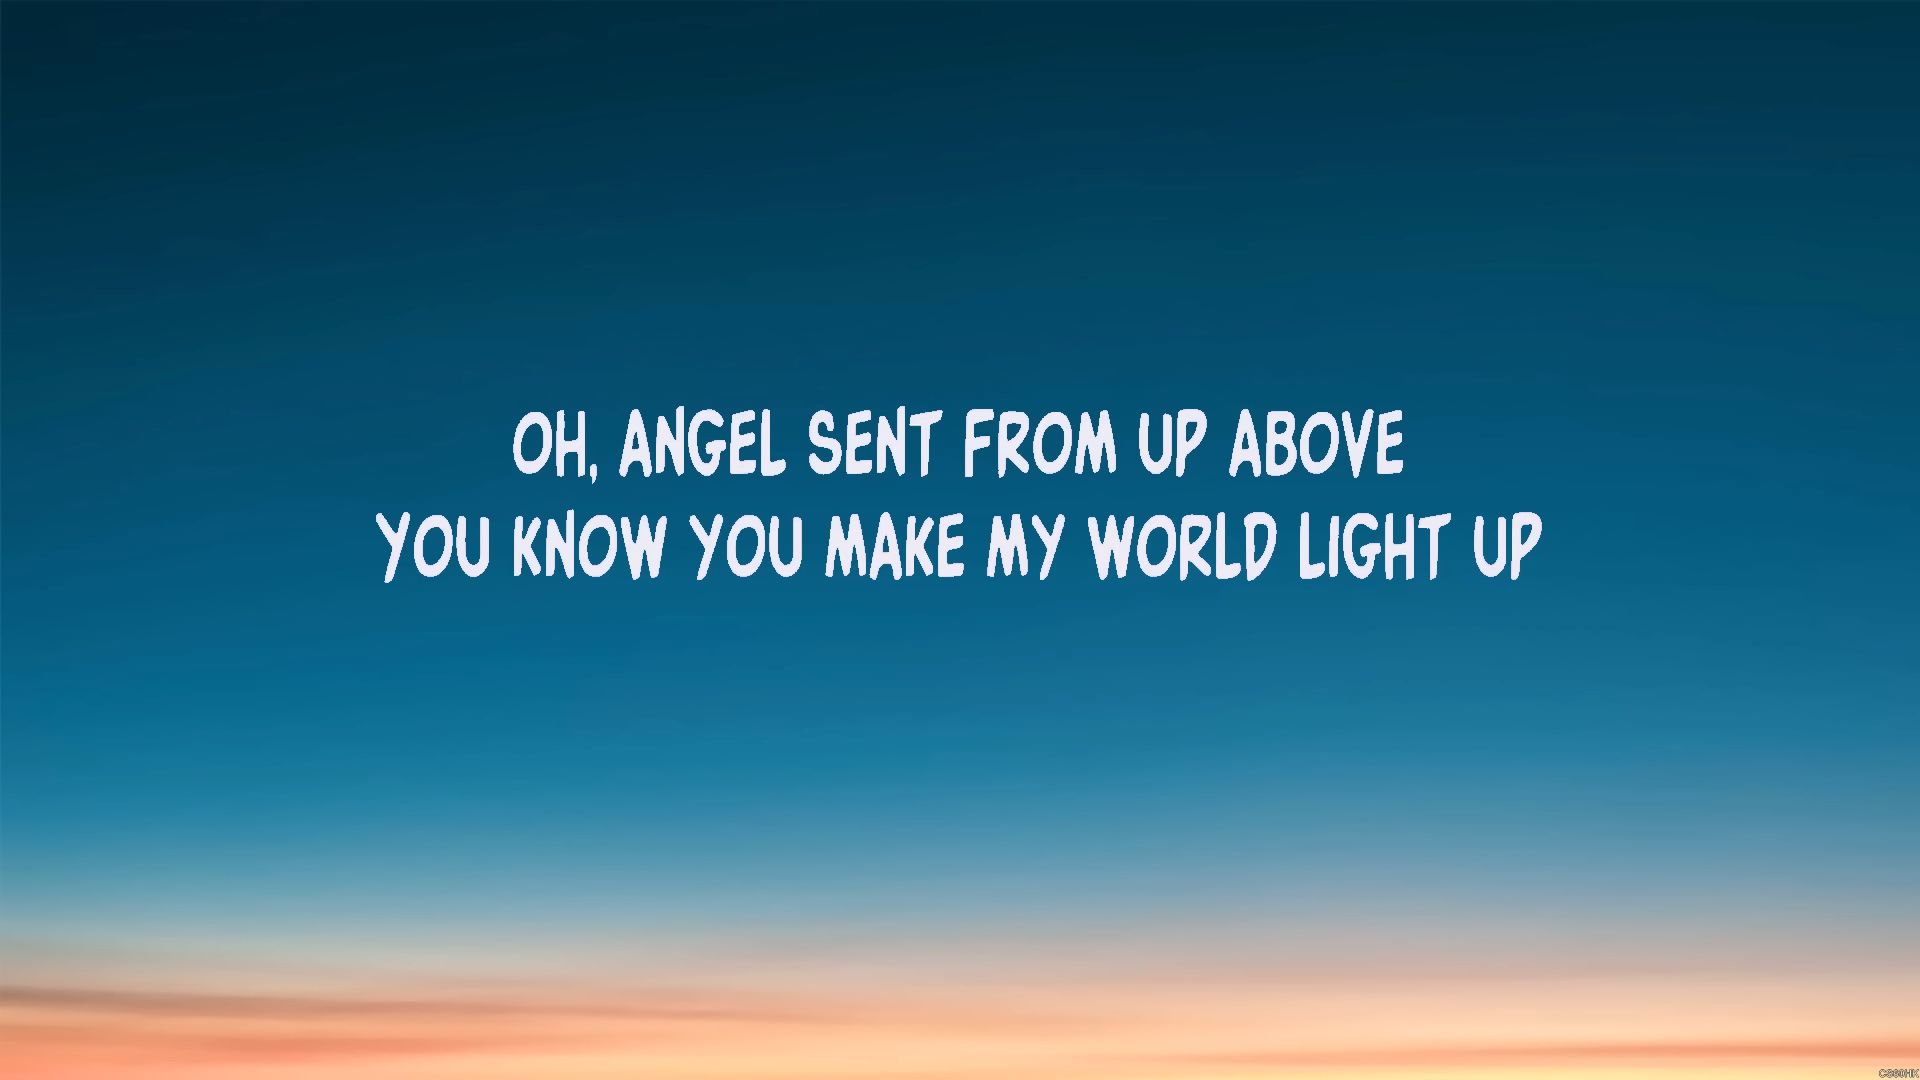 OH, ANGEL SENT FROM UP ABOVE
YOU KNOW YOU MAKE MY WORLD LIGHT UP